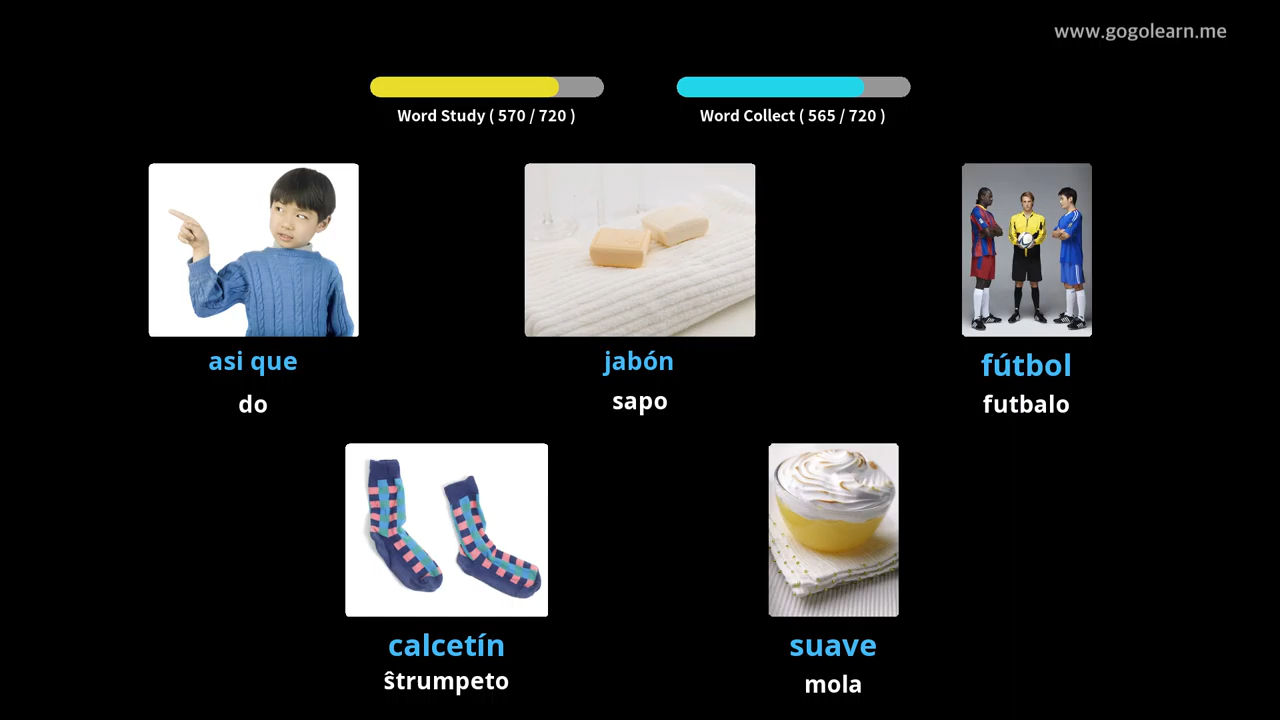 www.gogolearn.me
Word Study ( 570 / 720 )
Word Collect ( 565 / 720 )
asi que
do
jabón
sapo
fútbol
futbalo
calcetín
ŝtrumpeto
suave
mola